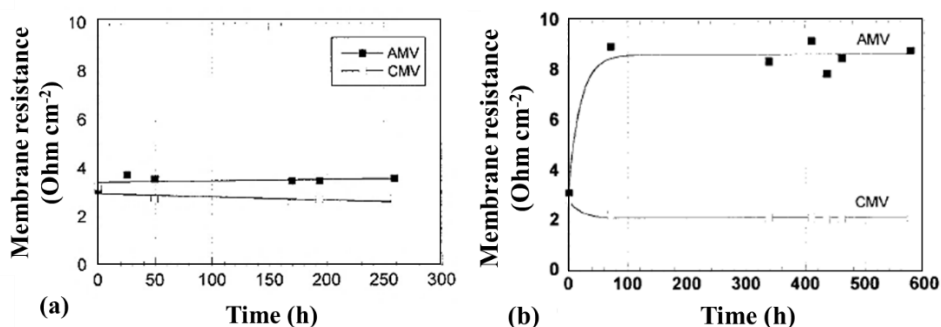 Membrane resistance
(Ohm cm-2)
10
8
6
4
2
0
0
50
100
150
200
250
300
AMV
CMV
(a)
Time (h)
Membrane resistance
(Ohm cm-2)
10
8
6
4
2
0
0
100
200
300
400
500
600
AMV
CMV
(b)
Time (h)